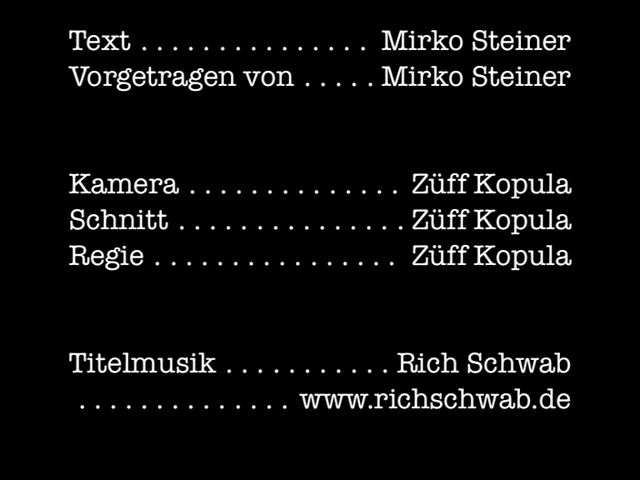 Text . . . . . . . . . . . . . . . Mirko Steiner
Vorgetragen von . . . . . Mirko Steiner
Kamera . . . . . . . . . . . . . . Züff Kopula
Schnitt . . . . . . . . . . . . . . . Züff Kopula
Regie . . . . . . . . . . . . . . . . Züff Kopula
Titelmusik . . . . . . . . . . . Rich Schwab
. . . . . . . . . . . . . . www.richschwab.de